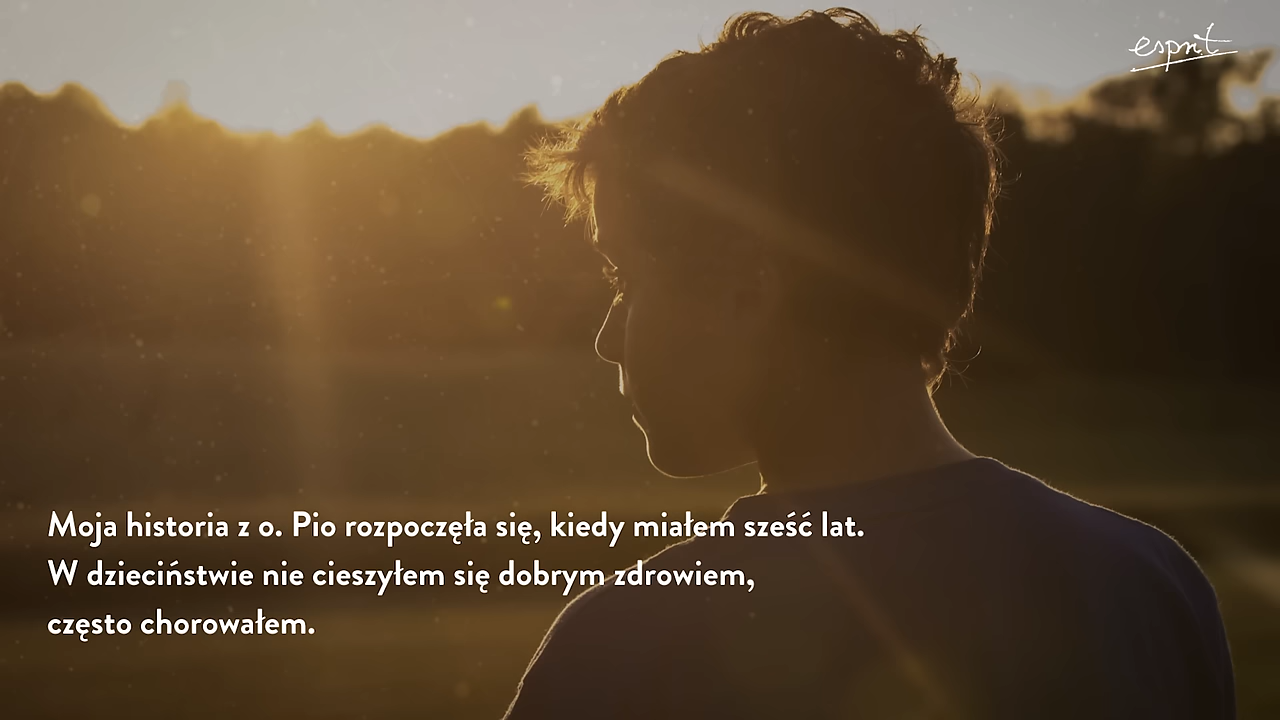 esprit
Moja historia z o. Pio rozpoczęła się, kiedy miałem sześć lat.
W dzieciństwie nie cieszyłem się dobrym zdrowiem,
często chorowałem.